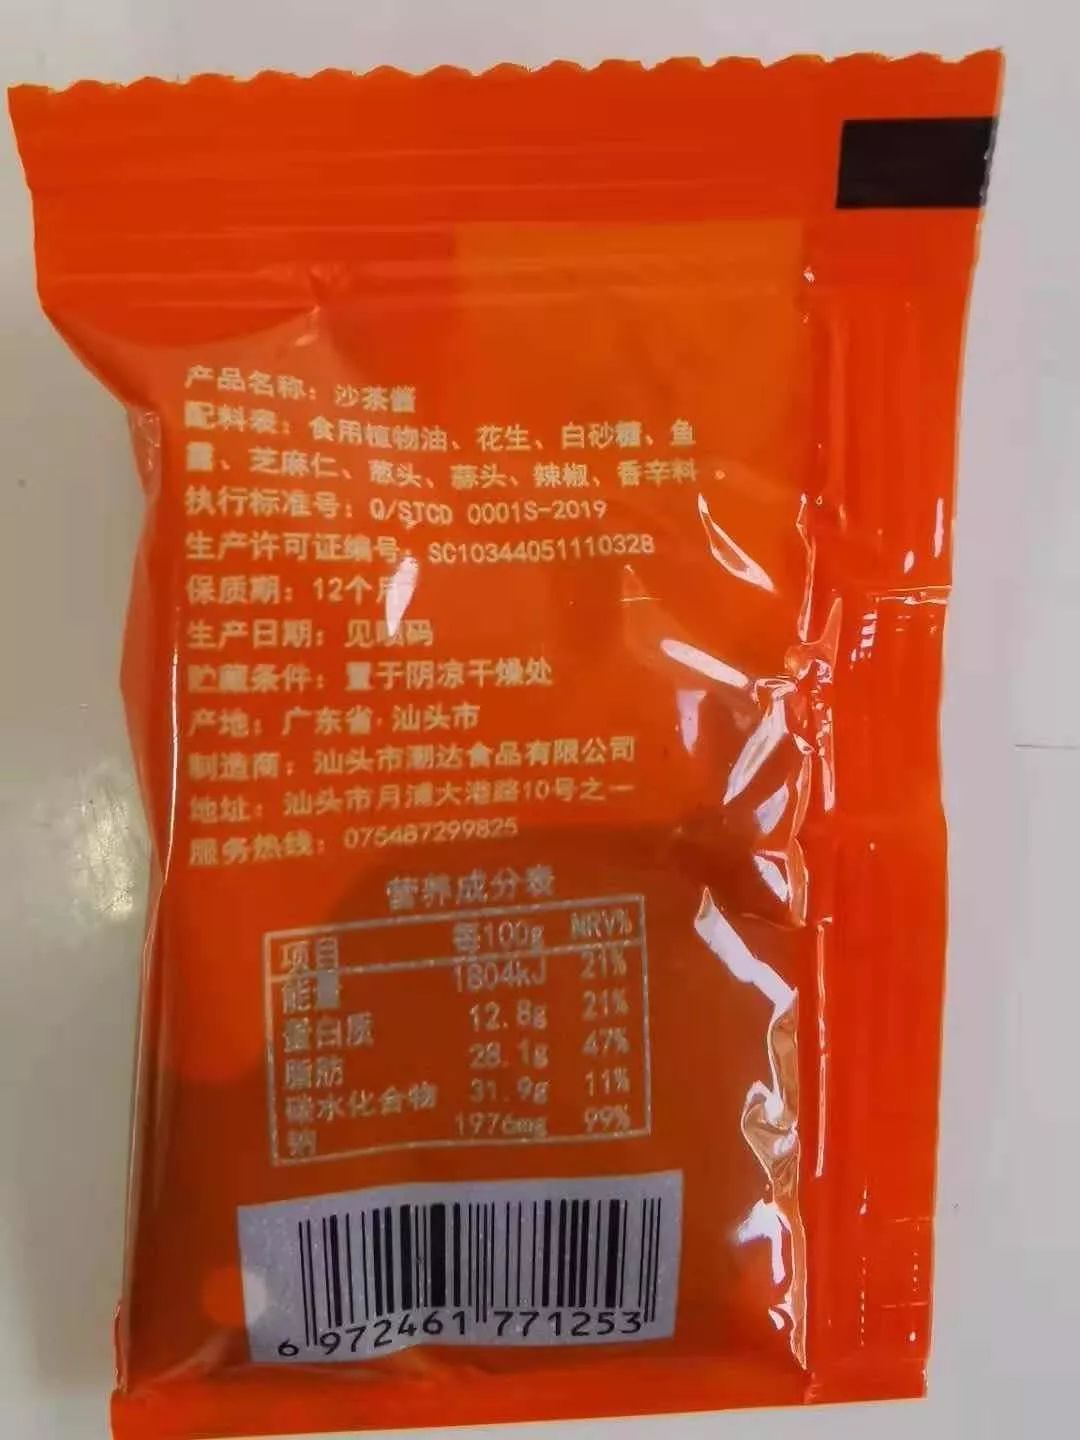 产品名称：沙茶酱
配料表：食用植物油、花生、白砂糖、鱼
露、芝麻仁、葱头、蒜头、辣椒、香辛料。
执行标准号：Q/STCD 0001S-2019
生产许可证编号：SC10344051110328
保质期：12个月
生产日期：见喷码
贮藏条件：置于阴凉干燥处
产地：广东省·汕头市
制造商：汕头市潮达食品有限公司
地址：汕头市月浦大港路10号之一
服务热线：075487299825
营养成分表
项目 每100g NRV%
能量 1804kJ 21%
蛋白质 12.8g 21%
脂肪 28.1g 47%
碳水化合物 31.9g 11%
钠 1976mg 99%
6 972461 771253